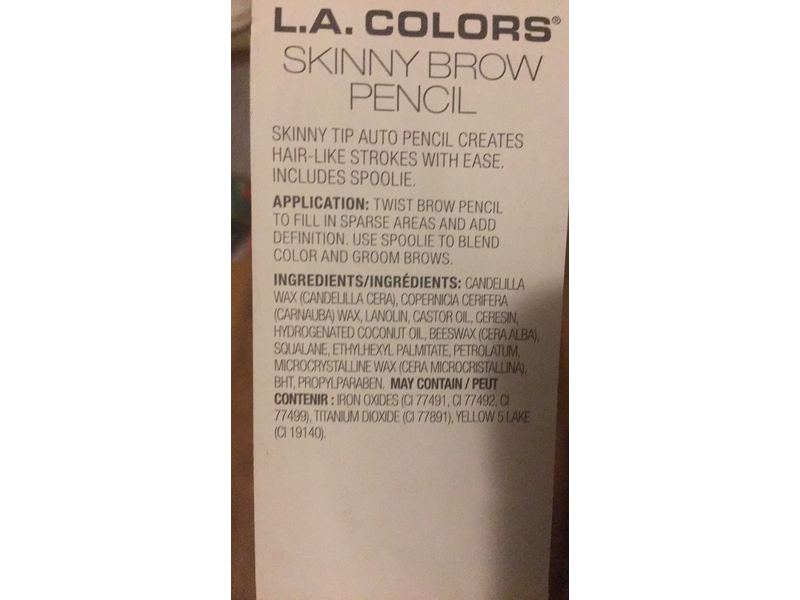 L.A. COLORS®
SKINNY BROW
PENCIL
SKINNY TIP AUTO PENCIL CREATES
HAIR-LIKE STROKES WITH EASE.
INCLUDES SPOOLIE.
APPLICATION: TWIST BROW PENCIL
TO FILL IN SPARSE AREAS AND ADD
DEFINITION. USE SPOOLIE TO BLEND
COLOR AND GROOM BROWS.
INGREDIENTS/INGRÉDIENTS: CANDELILLA
WAX (CANDELILLA CERA), COPERNICIA CERIFERA
(CARNAUBA) WAX, LANOLIN, CASTOR OIL, CERESIN,
HYDROGENATED COCONUT OIL, BEESWAX (CERA ALBA),
SQUALANE, ETHYLHEXYL PALMITATE, PETROLATUM,
MICROCRYSTALLINE WAX (CERA MICROCRISTALLINA),
BHT, PROPYLPARABEN. MAY CONTAIN / PEUT
CONTENIR : IRON OXIDES (CI 77491, CI 77492, CI
77499), TITANIUM DIOXIDE (CI 77891), YELLOW 5 LAKE
(CI 19140).